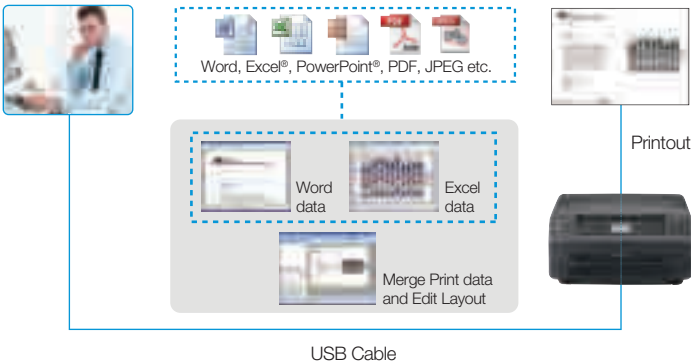 Word, Excel®, PowerPoint®, PDF, JPEG etc.
Printout
Word
data
Excel
data
Merge Print data
and Edit Layout
USB Cable